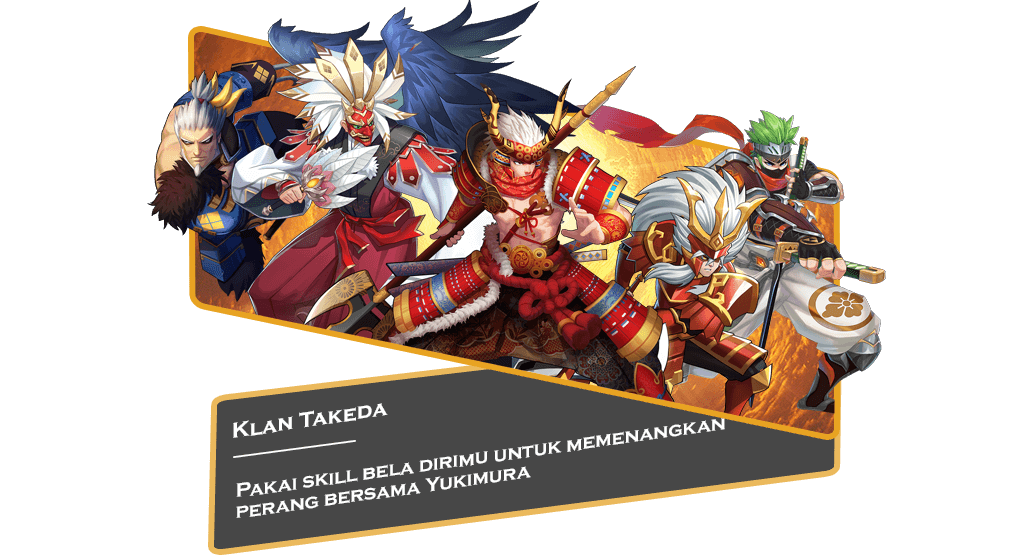 Klan Takeda
Pakai skill bela dirimu untuk memenangkan
perang bersama Yukimura